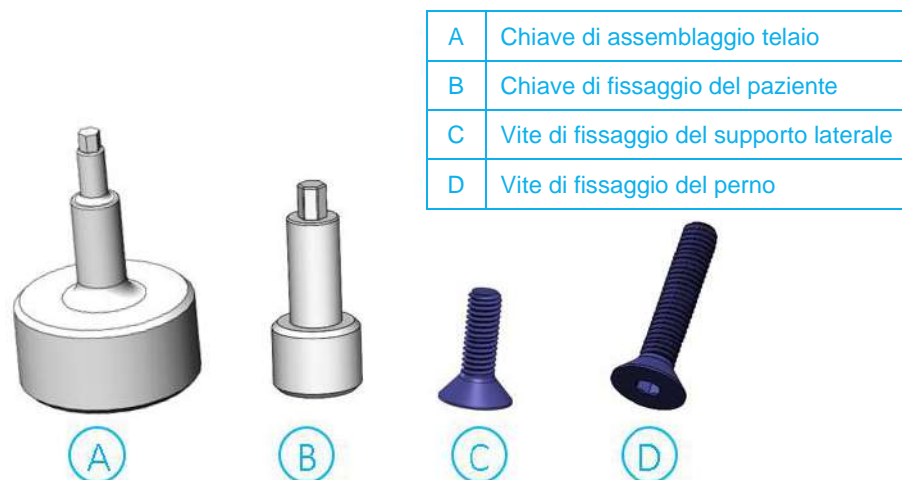 A Chiave di assemblaggio telaio
B Chiave di fissaggio del paziente
C Vite di fissaggio del supporto laterale
D Vite di fissaggio del perno
A B C D